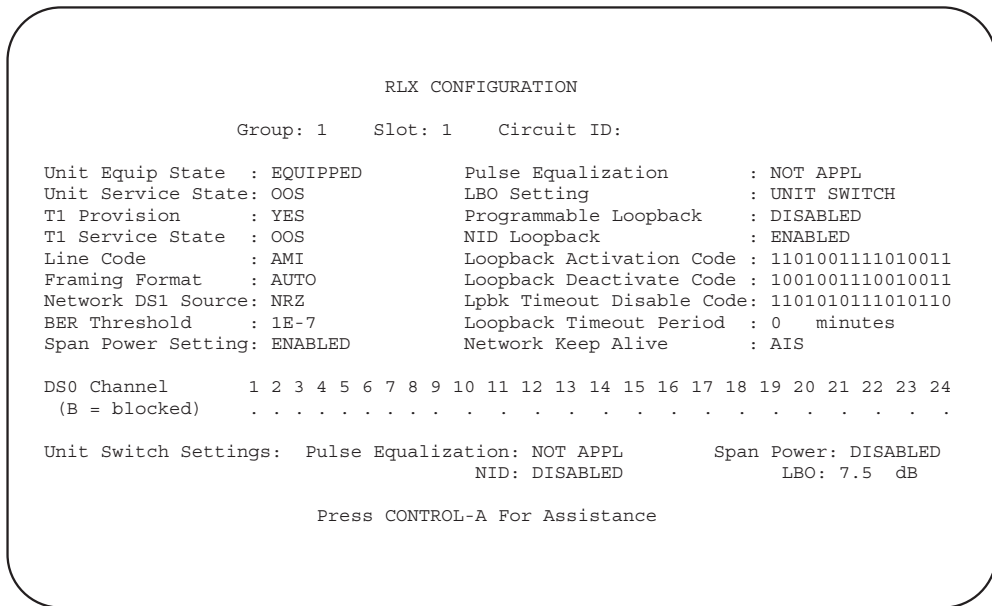 RLX CONFIGURATION
Group: 1 Slot: 1 Circuit ID:
Unit Equip State : EQUIPPED Pulse Equalization : NOT APPL
Unit Service State: OOS LBO Setting : UNIT SWITCH
T1 Provision : YES Programmable Loopback : DISABLED
T1 Service State : OOS NID Loopback : ENABLED
Line Code : AMI Loopback Activation Code : 1101001111010011
Framing Format : AUTO Loopback Deactivate Code : 1001001110010011
Network DS1 Source: NRZ Lpbk Timeout Disable Code: 1101010111010110
BER Threshold : 1E-7 Loopback Timeout Period : 0 minutes
Span Power Setting: ENABLED Network Keep Alive : AIS
DS0 Channel 1 2 3 4 5 6 7 8 9 10 11 12 13 14 15 16 17 18 19 20 21 22 23 24
(B = blocked) . . . . . . . . . . . . . . . . . . . . . . . .
Unit Switch Settings: Pulse Equalization: NOT APPL Span Power: DISABLED
NID: DISABLED LBO: 7.5 dB
Press CONTROL-A For Assistance